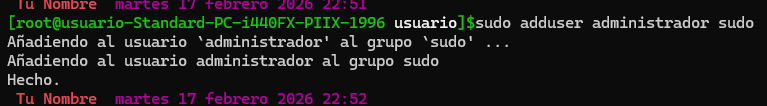 Tu Nombre martes 17 febrero 2026 22:51
[root@usuario-Standard-PC-i440FX-PIIX-1996 usuario]$sudo adduser administrador sudo
Añadiendo al usuario `administrador' al grupo `sudo' ...
Añadiendo al usuario administrador al grupo sudo
Hecho.
Tu Nombre martes 17 febrero 2026 22:52